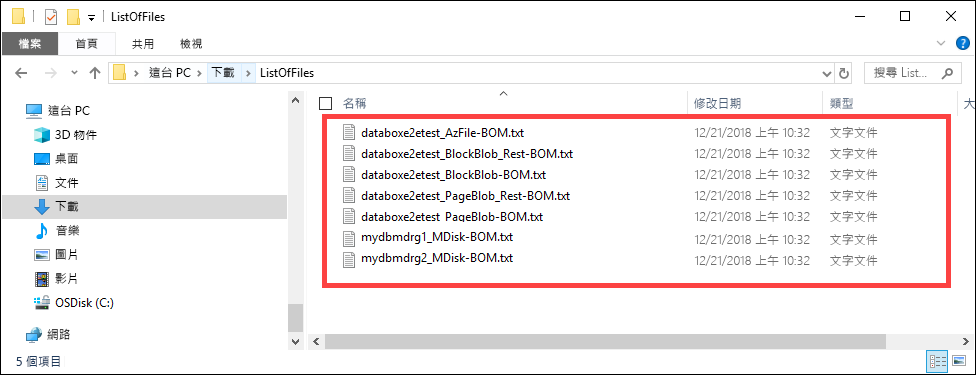 ListOfFiles
檔案 首頁 共用 檢視
這台 PC 下載 ListOfFiles 搜尋 List...
名稱 修改日期 類型 大
databoxe2etest_AzFile-BOM.txt 12/21/2018 上午 10:32 文字文件
databoxe2etest_BlockBlob_Rest-BOM.txt 12/21/2018 上午 10:32 文字文件
databoxe2etest_BlockBlob-BOM.txt 12/21/2018 上午 10:32 文字文件
databoxe2etest_PageBlob_Rest-BOM.txt 12/21/2018 上午 10:32 文字文件
databoxe2etest_PageBlob-BOM.txt 12/21/2018 上午 10:32 文字文件
mydbmdrg1_MDisk-BOM.txt 12/21/2018 上午 10:32 文字文件
mydbmdrg2_MDisk-BOM.txt 12/21/2018 上午 10:32 文字文件
這台 PC
3D 物件
桌面
文件
下載
音樂
圖片
影片
OSDisk (C:)
網路
5 個項目